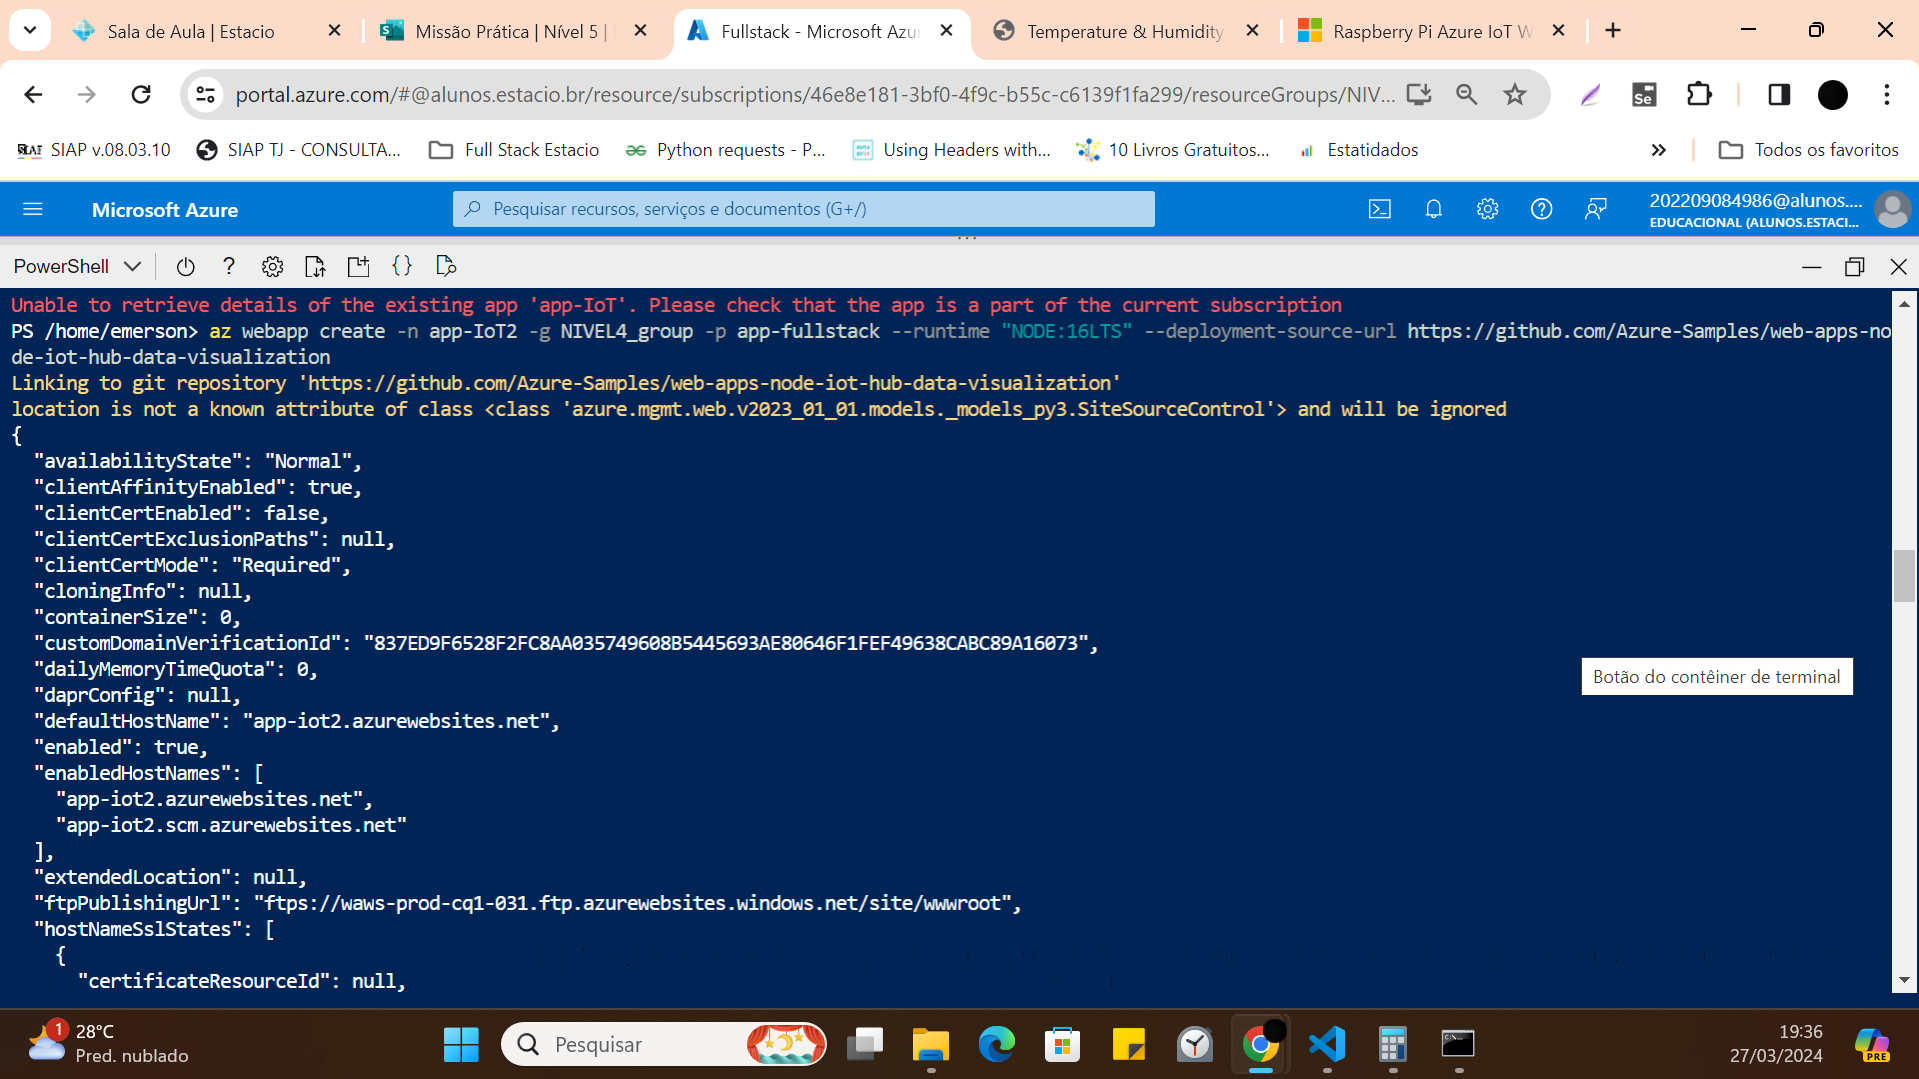 Sala de Aula | Estacio
Missão Prática | Nível 5 |
Fullstack - Microsoft Azu
Temperature & Humidity
Raspberry Pi Azure IoT W
portal.azure.com/#@alunos.estacio.br/resource/subscriptions/46e8e181-3bf0-4f9c-b55c-c6139f1fa299/resourceGroups/NIV...
Se
SIAP v.08.03.10
SIAP TJ - CONSULTA...
Full Stack Estacio
Python requests - P...
Using Headers with...
10 Livros Gratuitos...
Estatidados
Todos os favoritos
Microsoft Azure
Pesquisar recursos, serviços e documentos (G+/)
202209084986@alunos....
EDUCACIONAL (ALUNOS.ESTACI...
PowerShell
Unable to retrieve details of the existing app 'app-IoT'. Please check that the app is a part of the current subscription
PS /home/emerson> az webapp create -n app-IoT2 -g NIVEL4_group -p app-fullstack --runtime "NODE:16LTS" --deployment-source-url https://github.com/Azure-Samples/web-apps-no
de-iot-hub-data-visualization
Linking to git repository 'https://github.com/Azure-Samples/web-apps-node-iot-hub-data-visualization'
location is not a known attribute of class <class 'azure.mgmt.web.v2023_01_01.models._models_py3.SiteSourceControl'> and will be ignored
{
"availabilityState": "Normal",
"clientAffinityEnabled": true,
"clientCertEnabled": false,
"clientCertExclusionPaths": null,
"clientCertMode": "Required",
"cloningInfo": null,
"containerSize": 0,
"customDomainVerificationId": "837ED9F6528F2FC8AA035749608B5445693AE80646F1FEF49638CABC89A16073",
"dailyMemoryTimeQuota": 0,
"daprConfig": null,
"defaultHostName": "app-iot2.azurewebsites.net",
"enabled": true,
"enabledHostNames": [
"app-iot2.azurewebsites.net",
"app-iot2.scm.azurewebsites.net"
],
"extendedLocation": null,
"ftpPublishingUrl": "ftps://waws-prod-cq1-031.ftp.azurewebsites.windows.net/site/wwwroot",
"hostNameSslStates": [
{
"certificateResourceId": null,
Botão do contêiner de terminal
1
28°C
Pred. nublado
Pesquisar
19:36
27/03/2024
PRE